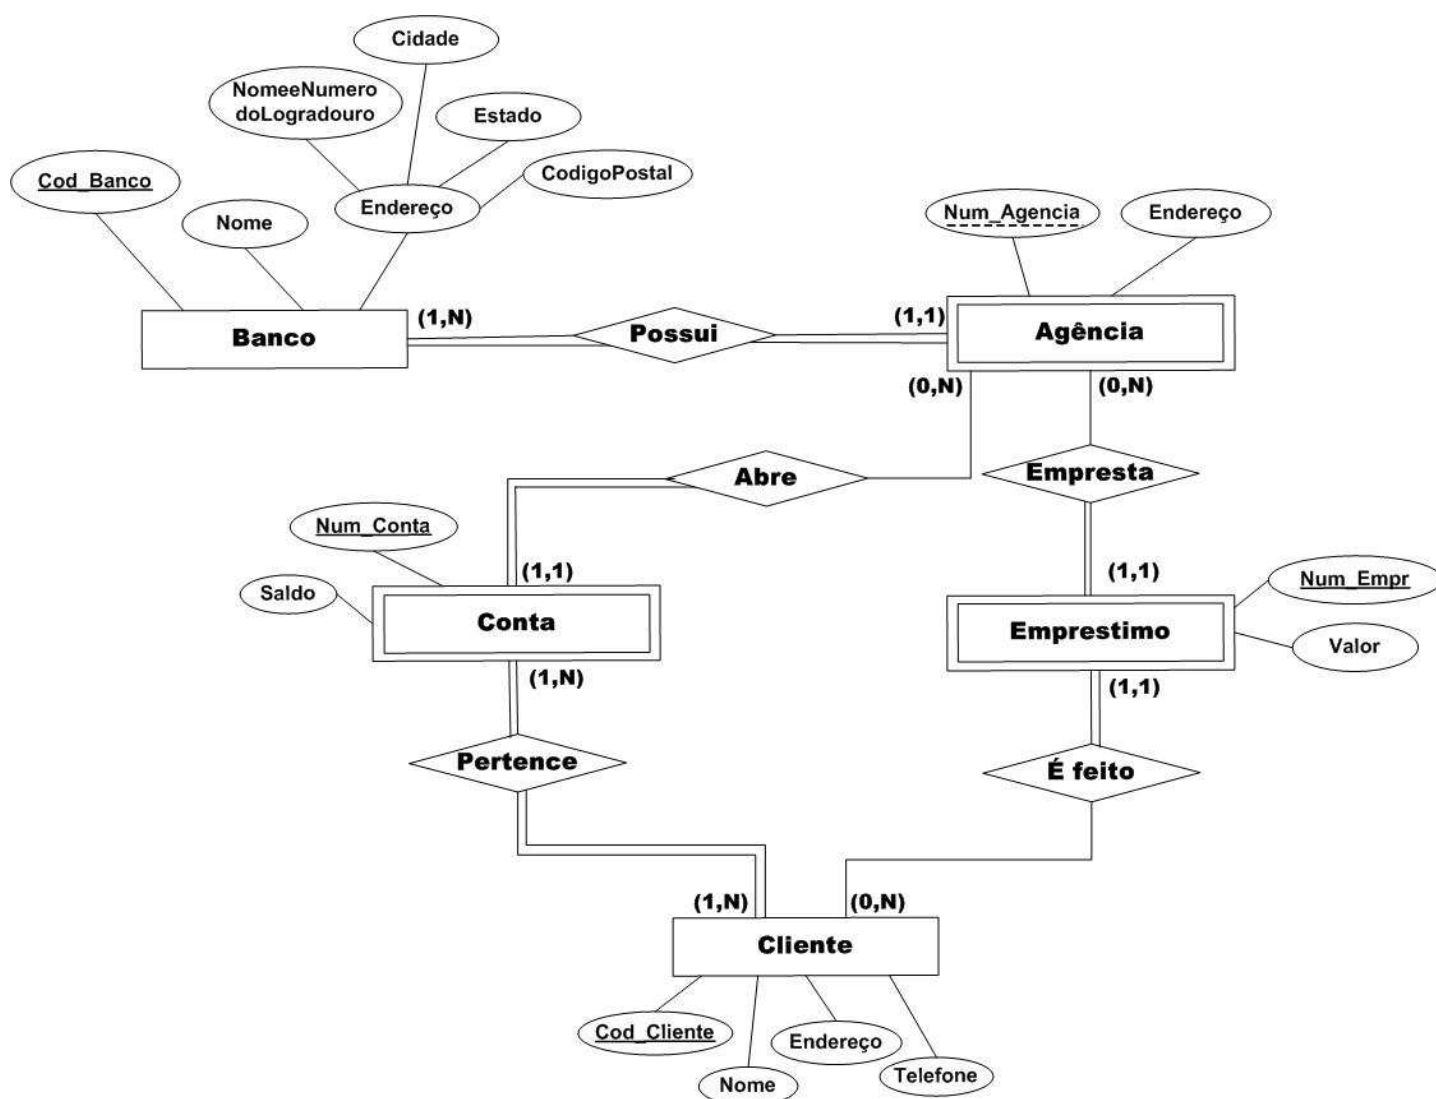 Cidade
NomeeNumero
doLogradouro
Estado
Cod_Banco
CodigoPostal
Nome
Endereço
Num_Agencia
Endereço
Banco
(1,N)
Possui
(1,1)
Agência
(0,N)
(0,N)
Abre
Empresta
Num_Conta
Saldo
(1,1)
(1,1)
Num_Empr
Conta
Emprestimo
Valor
(1,N)
(1,1)
Pertence
É feito
(1,N)
(0,N)
Cliente
Cod_Cliente
Endereço
Nome
Telefone